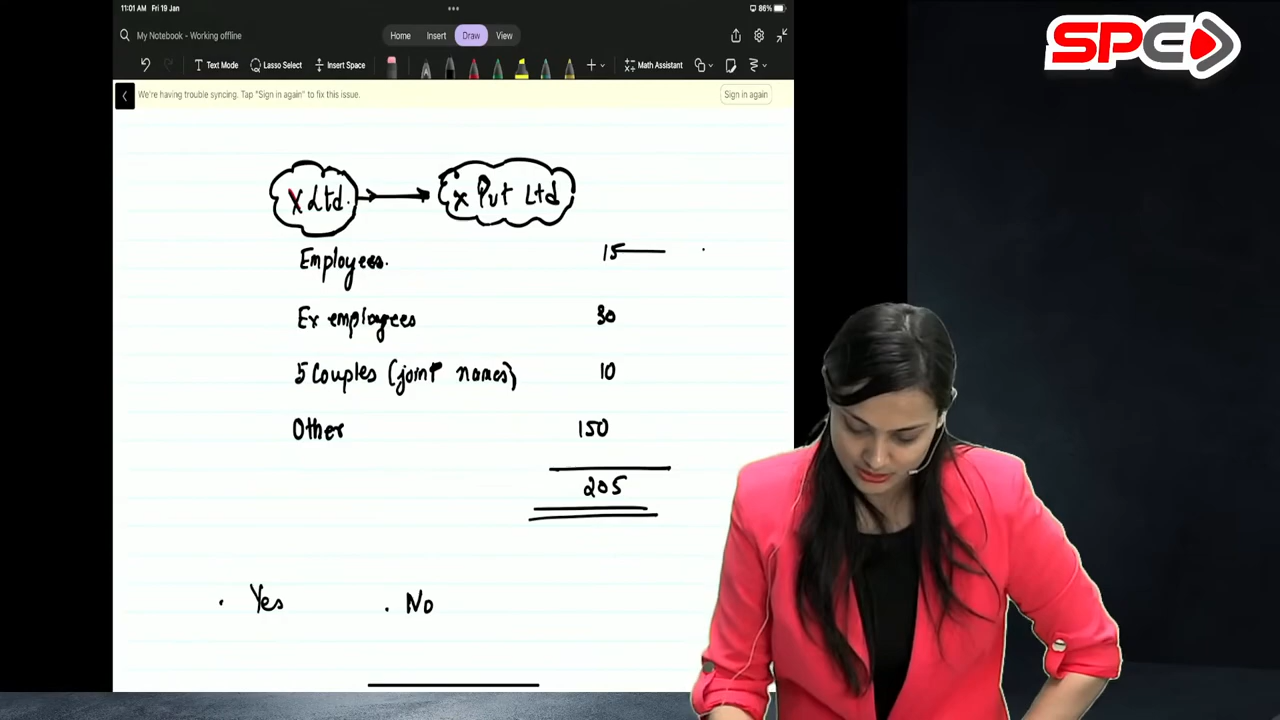 11:01 AM Fri 19 Jan
86%
My Notebook - Working offline
Home Insert Draw View
Text Mode Lasso Select Insert Space Math Assistant
We're having trouble syncing. Tap "Sign in again" to fix this issue.
Sign in again
SPC
X Ltd. x Pvt Ltd
Employees. 15
Ex employees 30
5 Couples (joint names) 10
Other 150
205
. Yes . No